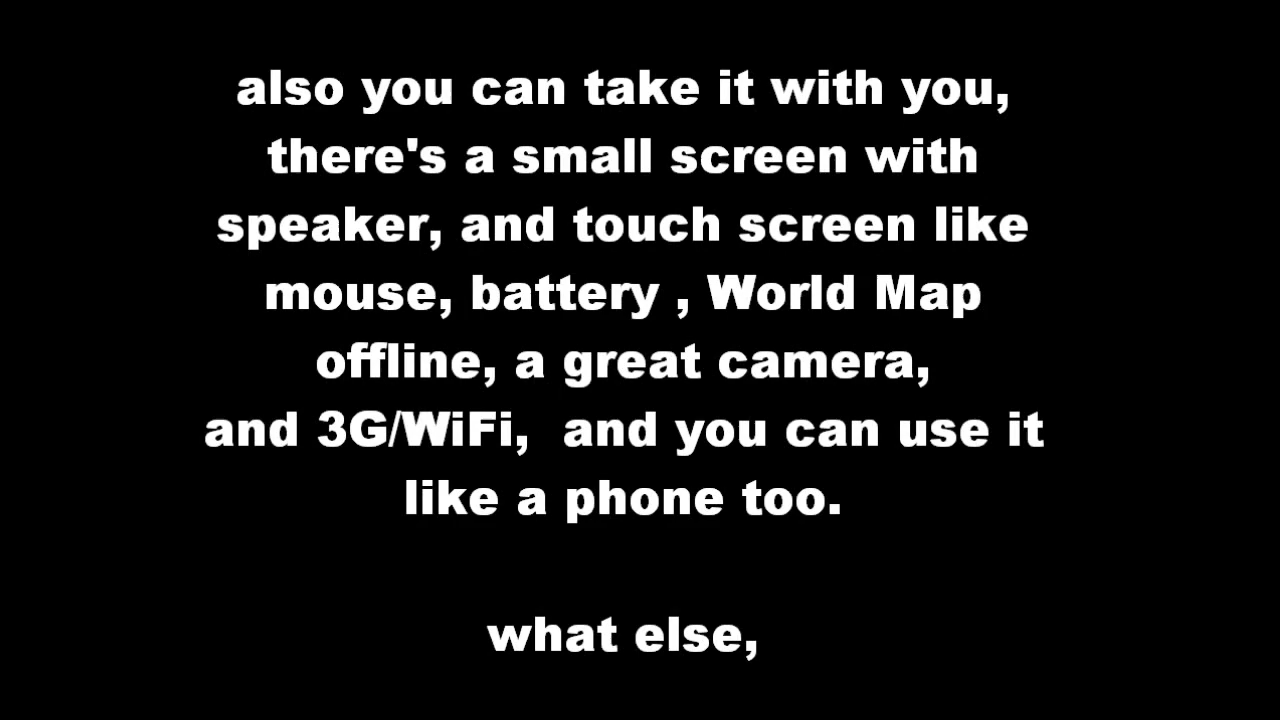 also you can take it with you,
there's a small screen with
speaker, and touch screen like
mouse, battery , World Map
offline, a great camera,
and 3G/WiFi,  and you can use it
like a phone too.
what else,